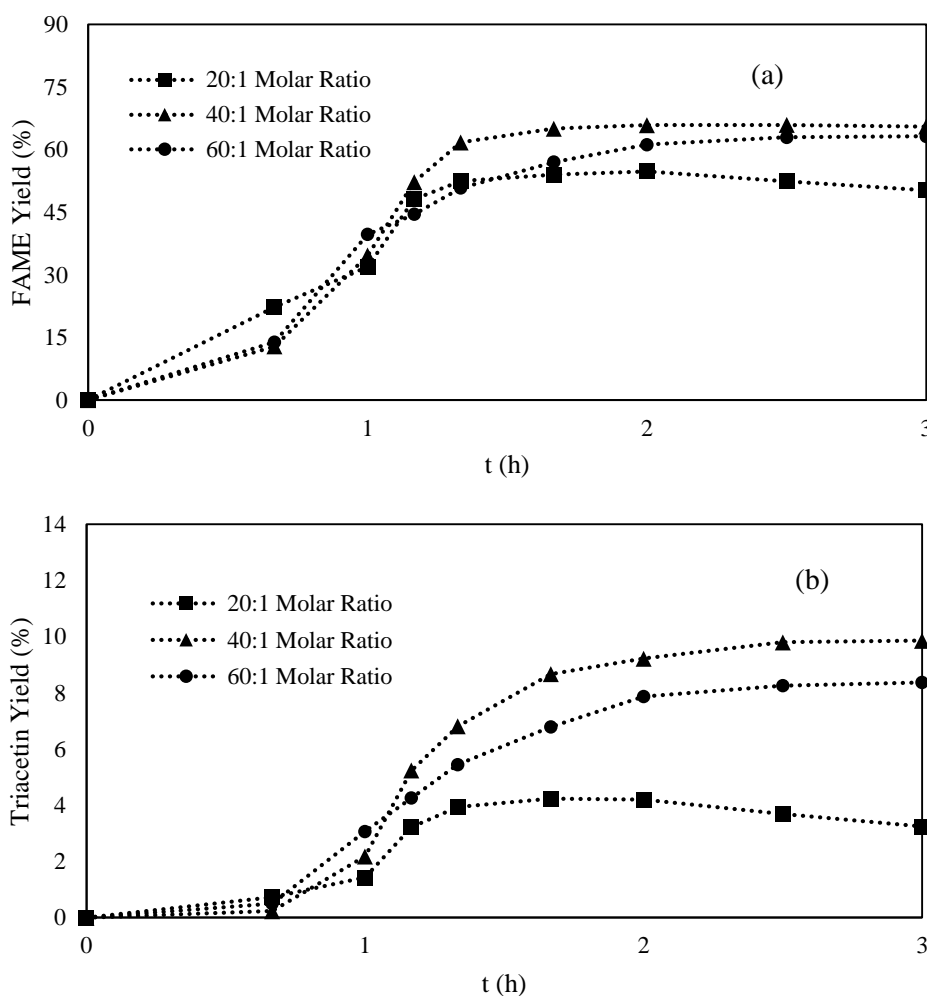 90
75
60
45
30
15
0
FAME Yield (%)
20:1 Molar Ratio
40:1 Molar Ratio
60:1 Molar Ratio
(a)
0 1 2 3
t (h)
14
12
10
8
6
4
2
0
Triacetin Yield (%)
20:1 Molar Ratio
40:1 Molar Ratio
60:1 Molar Ratio
(b)
0 1 2 3
t (h)